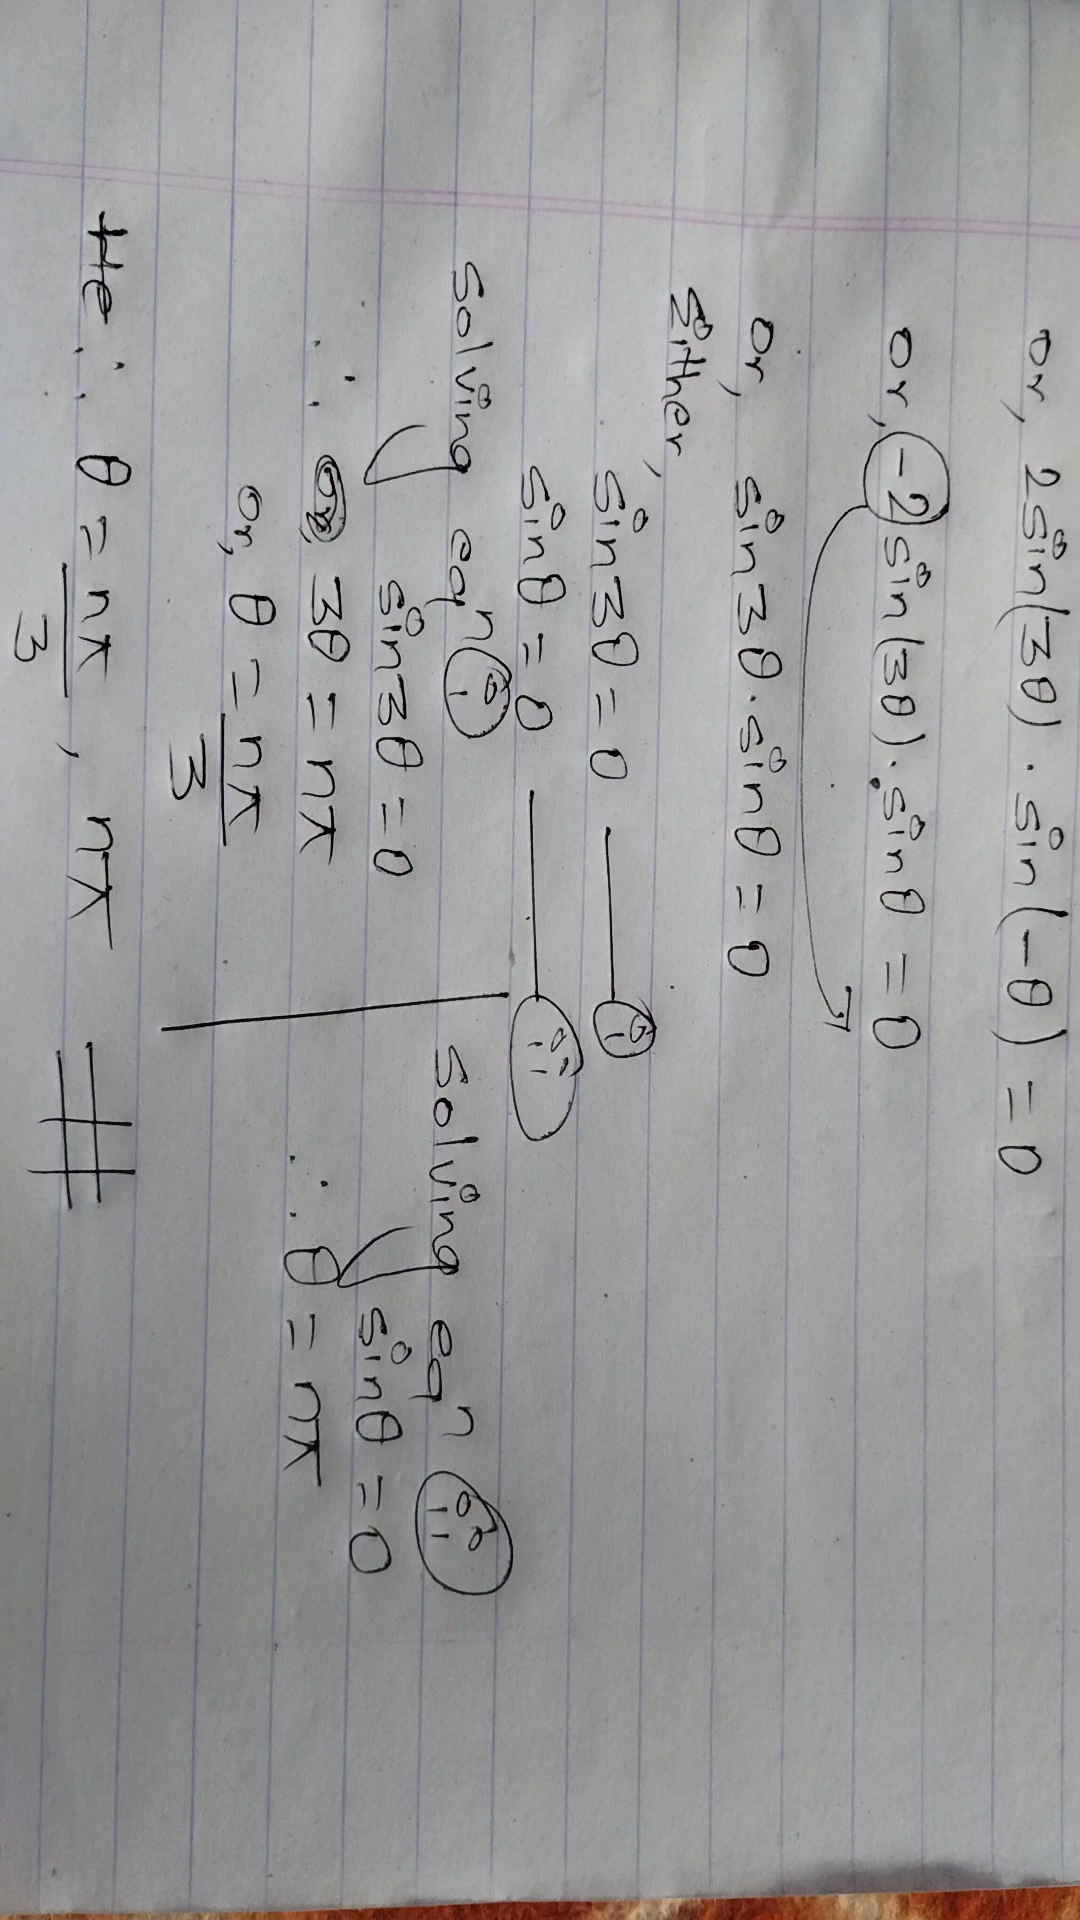 or, 2sin(3θ) . sin(-θ) = 0
or, -2 sin(3θ) . sinθ = 0
or, sin3θ . sinθ = 0
Either,
sin3θ = 0 — (i)
sinθ = 0 — (ii)
Solving eqn (i)
sin3θ = 0
∴ 3θ = nπ
or, θ = nπ/3
Solving eqn (ii)
sinθ = 0
∴ θ = nπ
∴ θ = nπ/3 , nπ #